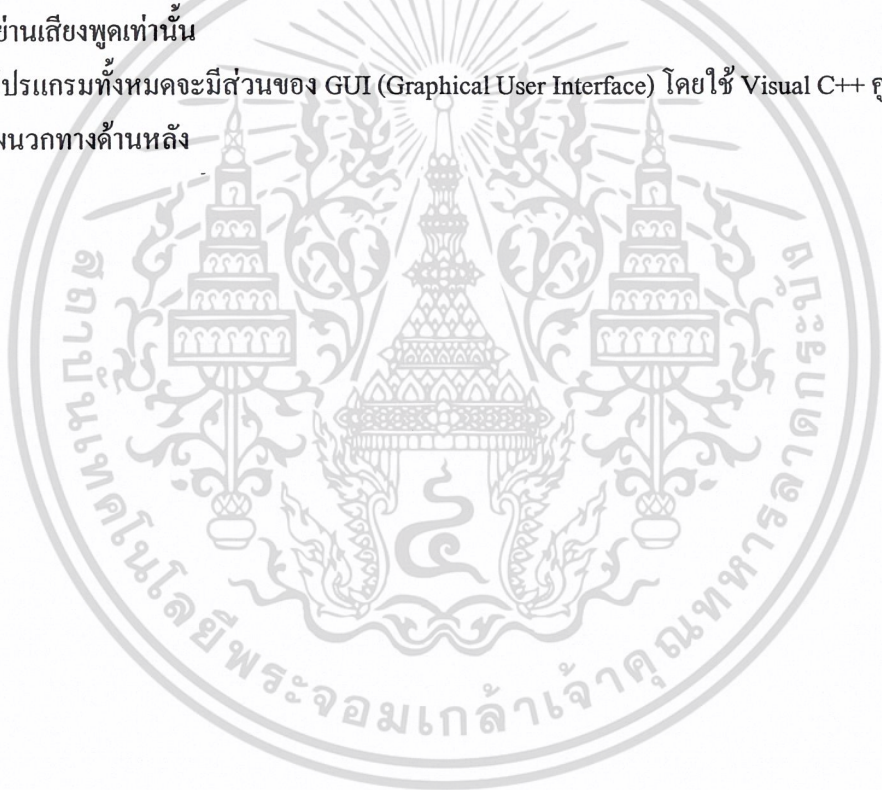 ย่านเสียงพูดเท่านั้น
ปรแกรมทั้งหมดจะมีส่วนของ GUI (Graphical User Interface) โดยใช้ Visual C++
ผนวกทางด้านหลัง
สถาบันเทคโนโลยีพระจอมเกล้าเจ้าคุณทหารลาดกระบัง